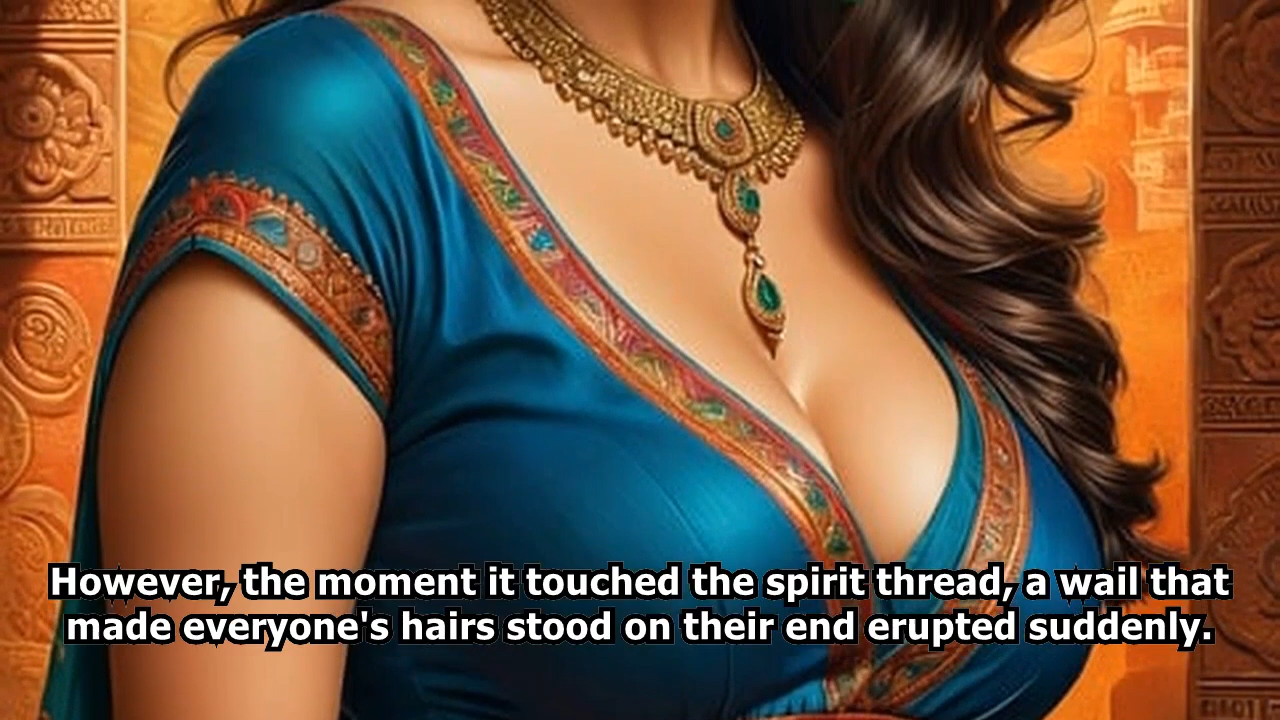 However, the moment it touched the spirit thread, a wail that
made everyone's hairs stood on their end erupted suddenly.